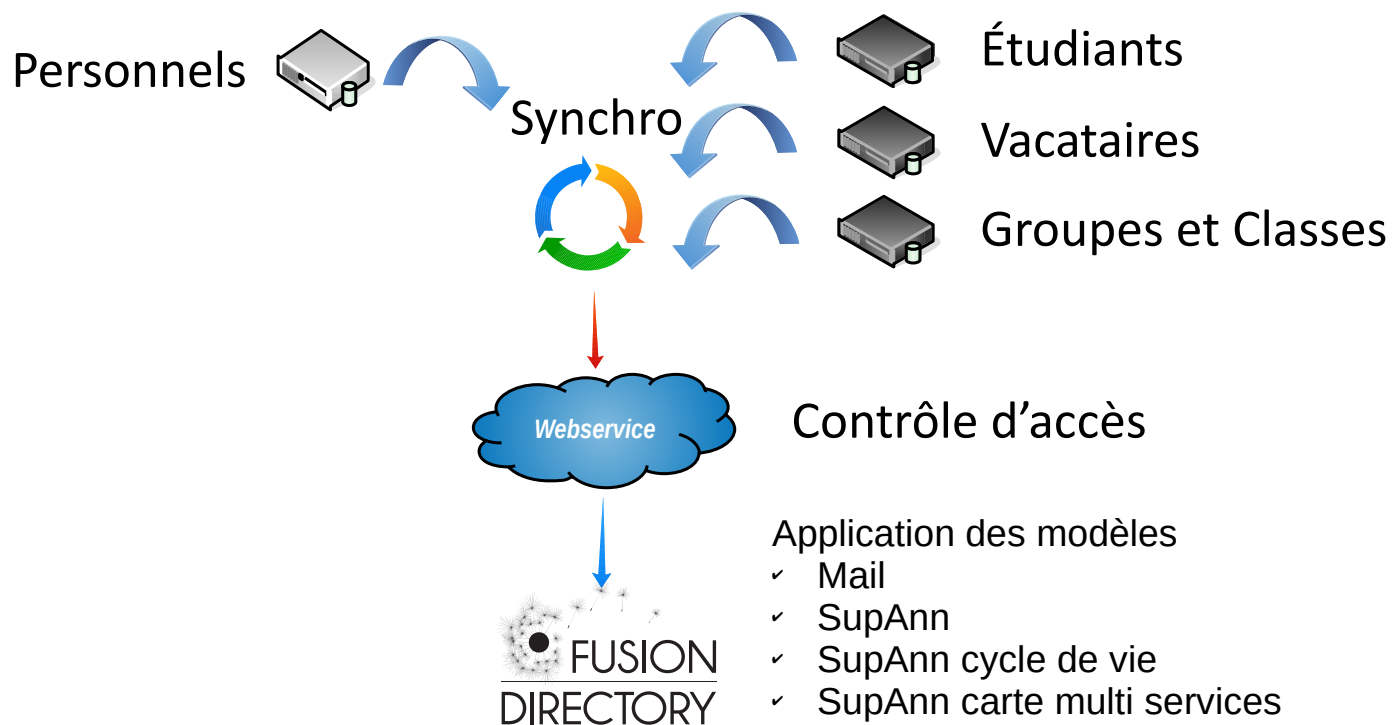 Personnels
Étudiants
Synchro
Vacataires
Groupes et Classes
Webservice
Contrôle d’accès
Application des modèles
✔ Mail
✔ SupAnn
✔ SupAnn cycle de vie
✔ SupAnn carte multi services
FUSION
DIRECTORY